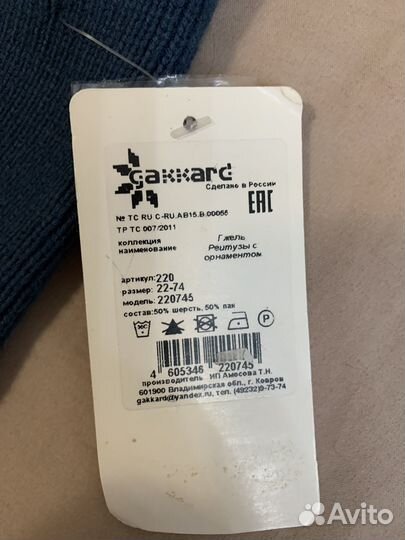 gakkard
Сделано в России
EAC
№ ТС RU C-RU.АВ15.В.00055
ТР ТС 007/2011
коллекция Гжель
наименование Рейтузы с
орнаментом
артикул: 220
размер: 22-74
модель: 220745
состав: 50% шерсть, 50% пан
30C P
4 605346 220745
производитель ИП Амосова Т.Н.
601900 Владимирская обл., г. Ковров
gakkard@yandex.ru, тел. (49232)9-73-74
Avito